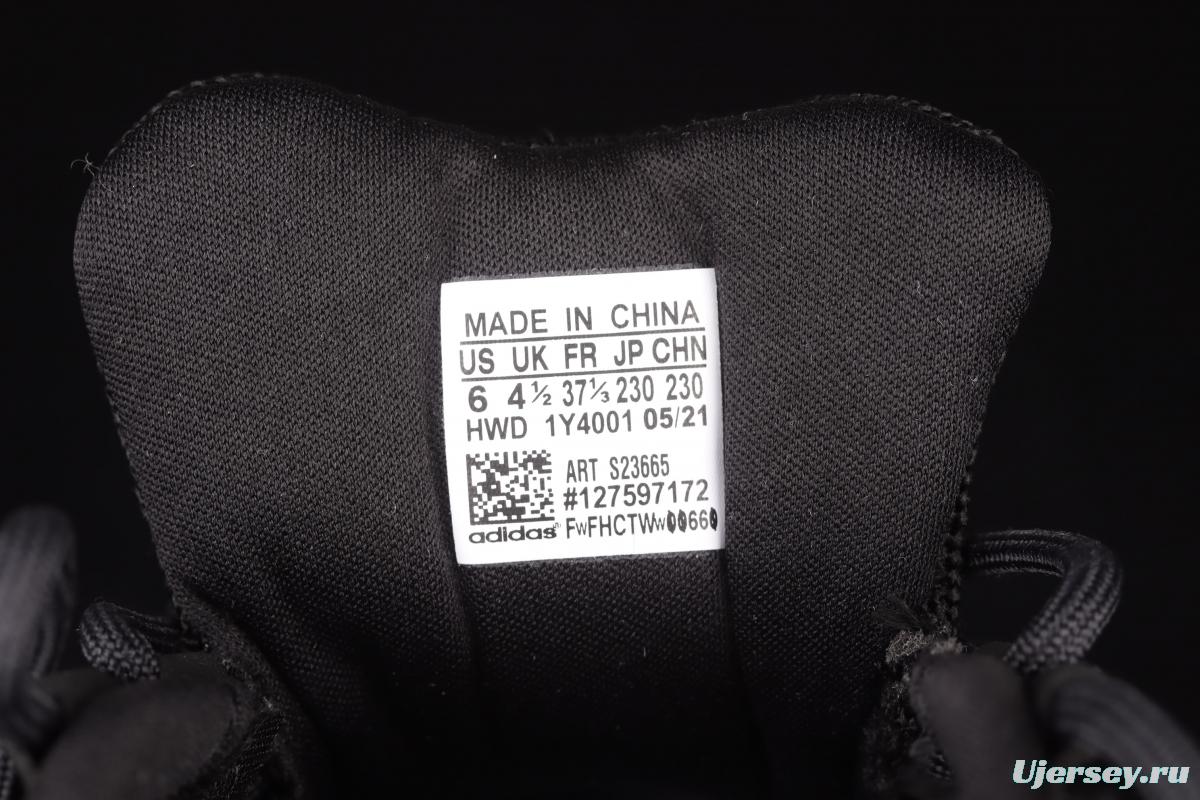 MADE IN CHINA
US UK FR JP CHN
6 4½ 37⅓ 230 230
HWD 1Y4001 05/21
ART S23665
#127597172
adidas FwFHCTWw00660
Ujersey.ru